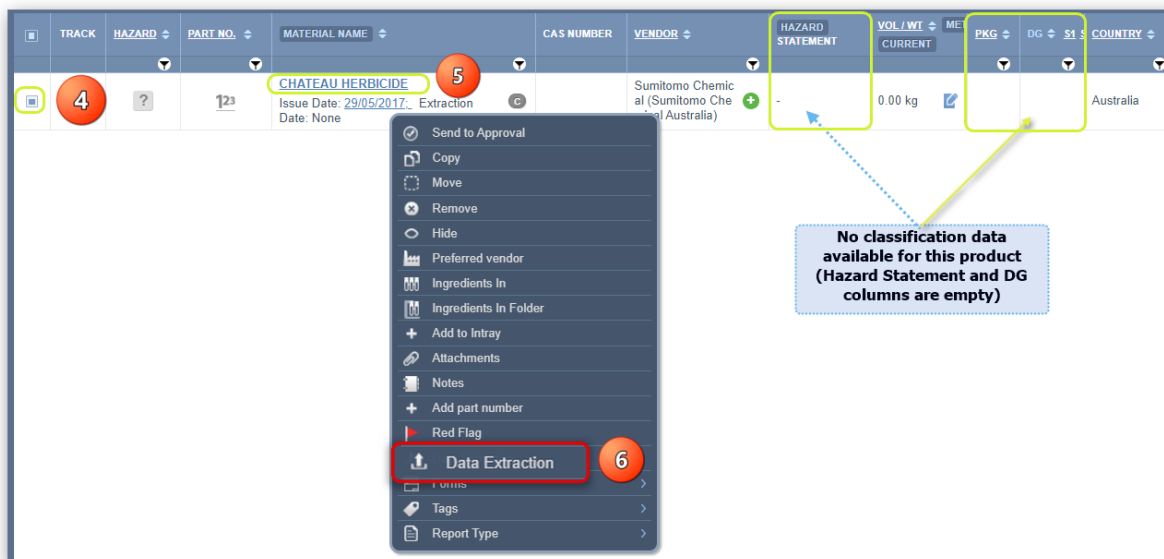 TRACK HAZARD PART NO. MATERIAL NAME CAS NUMBER VENDOR HAZARD STATEMENT VOL / WT CURRENT PKG DG S1 COUNTRY
4
?
123
CHATEAU HERBICIDE
5
Issue Date: 29/05/2017; Extraction
Date: None
C
Sumitomo Chemic
al (Sumitomo Che
al Australia)
-
0.00 kg
Australia
Send to Approval
Copy
Move
Remove
Hide
Preferred vendor
Ingredients In
Ingredients In Folder
Add to Intray
Attachments
Notes
Add part number
Red Flag
Data Extraction
6
Forms
Tags
Report Type
No classification data
available for this product
(Hazard Statement and DG
columns are empty)